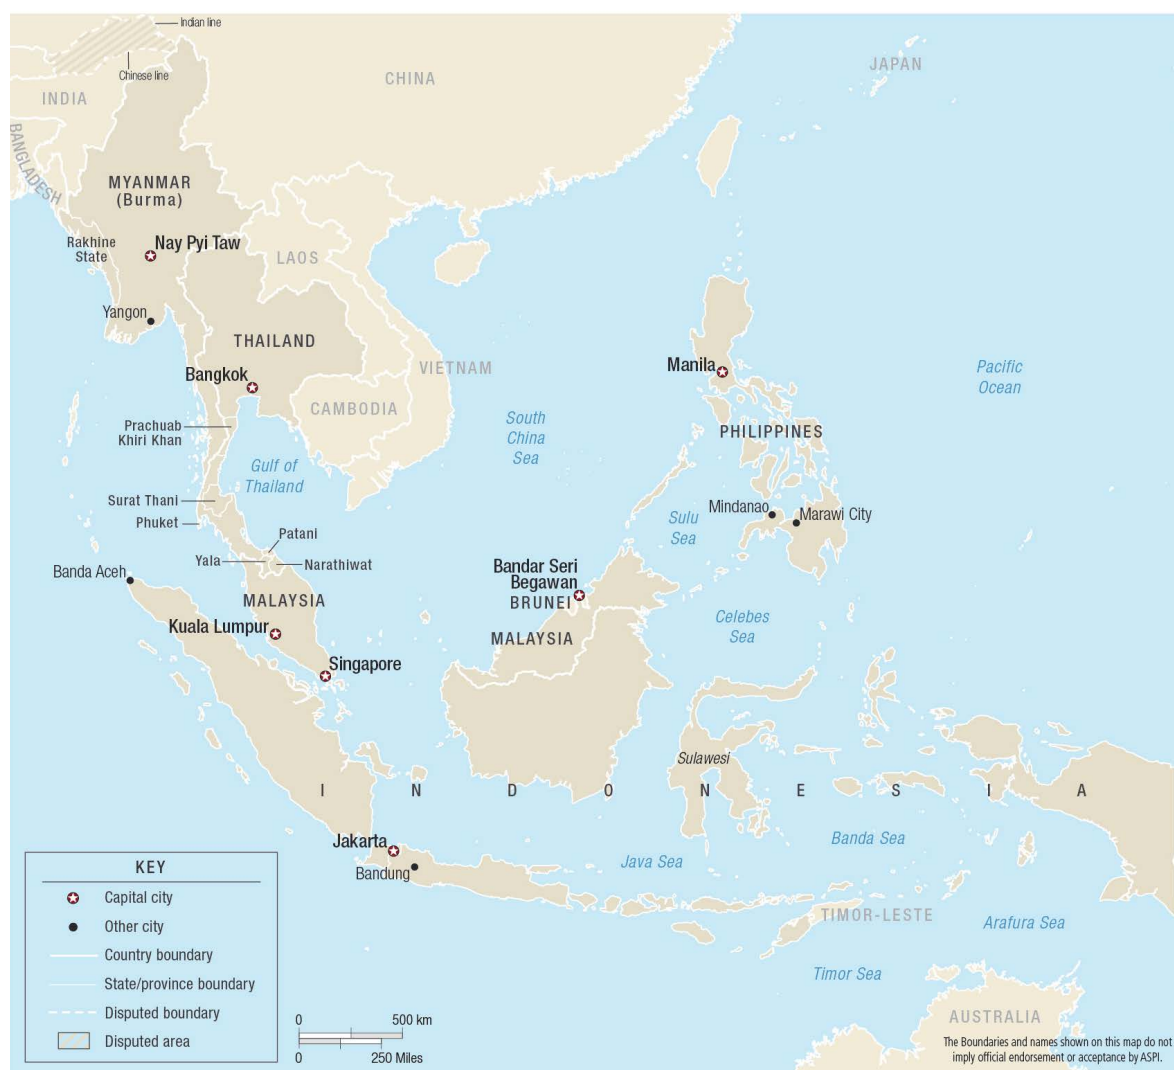 Indian line
Chinese line
INDIA
CHINA
JAPAN
BANGLADESH
MYANMAR
(Burma)
Rakhine
State
Nay Pyi Taw
LAOS
Yangon
THAILAND
VIETNAM
Bangkok
CAMBODIA
Manila
Pacific
Ocean
South
China
Sea
Prachuab
Khiri Khan
PHILIPPINES
Gulf of
Thailand
Surat Thani
Phuket
Mindanao
Marawi City
Sulu
Sea
Patani
Yala
Narathiwat
Banda Aceh
Bandar Seri
Begawan
BRUNEI
MALAYSIA
Kuala Lumpur
MALAYSIA
Celebes
Sea
Singapore
Sulawesi
INDONESIA
Jakarta
Bandung
Java Sea
Banda Sea
TIMOR-LESTE
Arafura Sea
Timor Sea
AUSTRALIA
KEY
Capital city
Other city
Country boundary
State/province boundary
Disputed boundary
Disputed area
0 500 km
0 250 Miles
The Boundaries and names shown on this map do not
imply official endorsement or acceptance by ASPI.